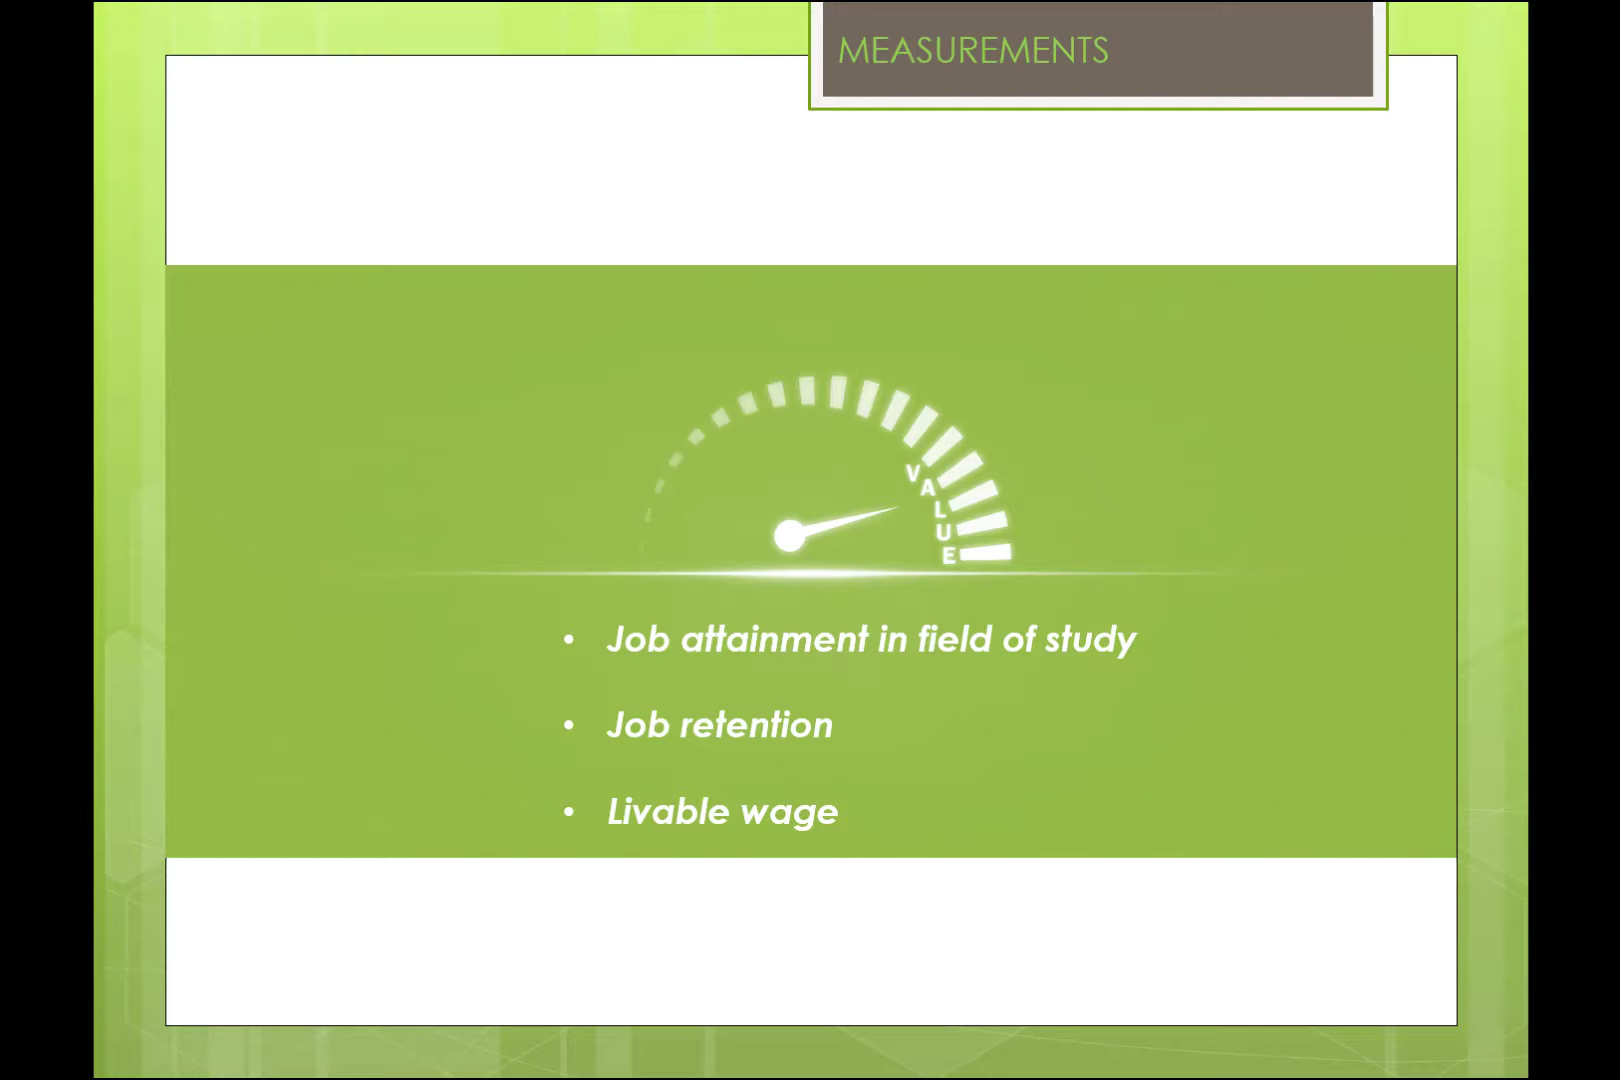 MEASUREMENTS
VALUE
• Job attainment in field of study
• Job retention
• Livable wage